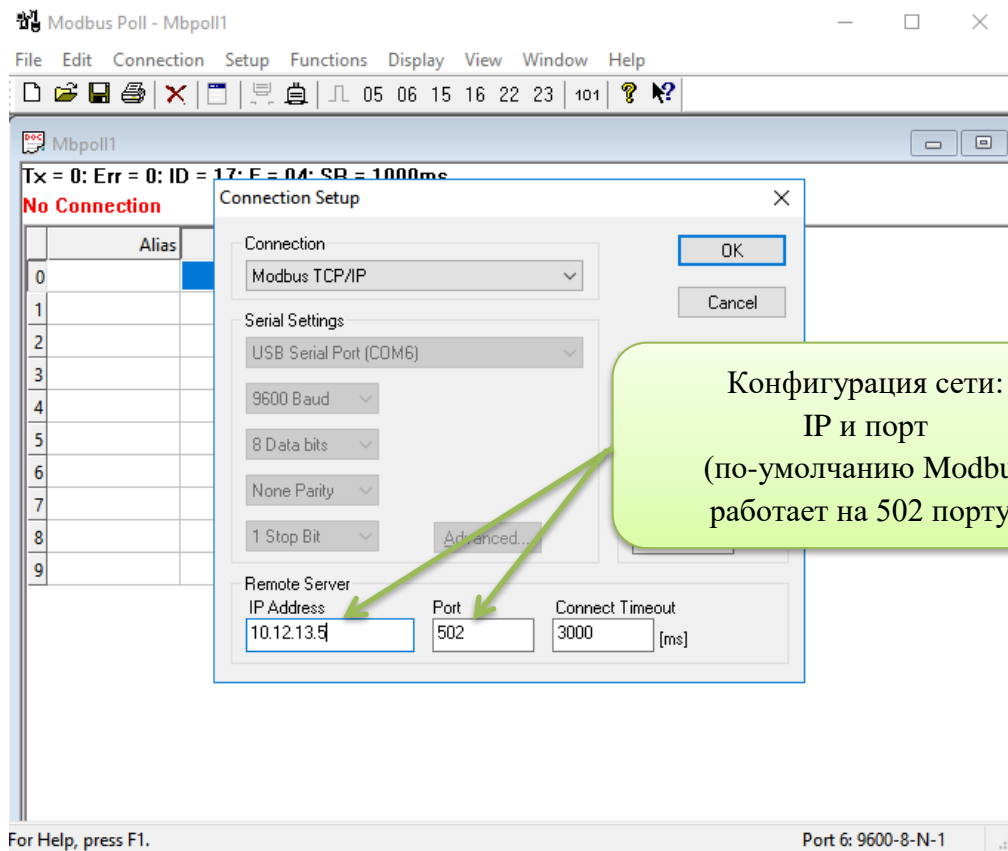 Modbus Poll - Mbpoll1
File Edit Connection Setup Functions Display View Window Help
05 06 15 16 22 23 101
Mbpoll1
Tx = 0: Err = 0: ID = 17: F = 04: SR = 1000ms
No Connection
Alias
0
1
2
3
4
5
6
7
8
9
Connection Setup
Connection
OK
Modbus TCP/IP
Cancel
Serial Settings
USB Serial Port (COM6)
9600 Baud
8 Data bits
None Parity
1 Stop Bit
Advanced...
Remote Server
IP Address Port Connect Timeout
10.12.13.5 502 3000 [ms]
Конфигурация сети:
IP и порт
(по-умолчанию
работает на 502 порту
For Help, press F1.
Port 6: 9600-8-N-1